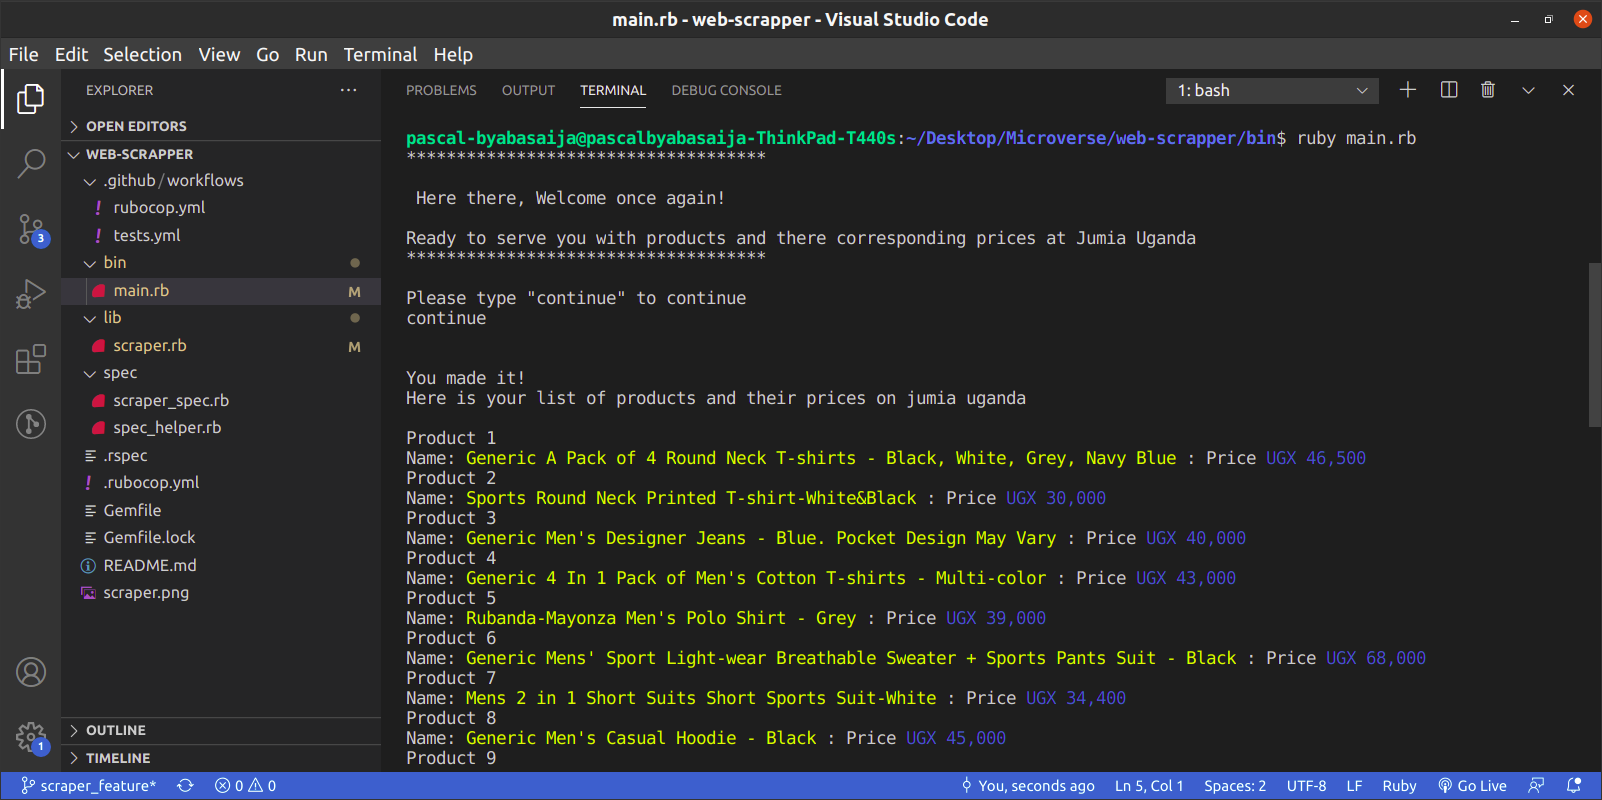 main.rb - web-scrapper - Visual Studio Code
File Edit Selection View Go Run Terminal Help
EXPLORER
OPEN EDITORS
WEB-SCRAPPER
.github/workflows
! rubocop.yml
! tests.yml
bin
main.rb M
lib
scraper.rb M
spec
scraper_spec.rb
spec_helper.rb
.rspec
! .rubocop.yml
Gemfile
Gemfile.lock
README.md
scraper.png
OUTLINE
TIMELINE
3
1
PROBLEMS OUTPUT TERMINAL DEBUG CONSOLE 1: bash
pascal-byabasaija@pascalbyabasaija-ThinkPad-T440s:~/Desktop/Microverse/web-scrapper/bin$ ruby main.rb
************************************
Here there, Welcome once again!
Ready to serve you with products and there corresponding prices at Jumia Uganda
************************************
Please type "continue" to continue
continue
You made it!
Here is your list of products and their prices on jumia uganda
Product 1
Name: Generic A Pack of 4 Round Neck T-shirts - Black, White, Grey, Navy Blue : Price UGX 46,500
Product 2
Name: Sports Round Neck Printed T-shirt-White&Black : Price UGX 30,000
Product 3
Name: Generic Men's Designer Jeans - Blue. Pocket Design May Vary : Price UGX 40,000
Product 4
Name: Generic 4 In 1 Pack of Men's Cotton T-shirts - Multi-color : Price UGX 43,000
Product 5
Name: Rubanda-Mayonza Men's Polo Shirt - Grey : Price UGX 39,000
Product 6
Name: Generic Mens' Sport Light-wear Breathable Sweater + Sports Pants Suit - Black : Price UGX 68,000
Product 7
Name: Mens 2 in 1 Short Suits Short Sports Suit-White : Price UGX 34,400
Product 8
Name: Generic Men's Casual Hoodie - Black : Price UGX 45,000
Product 9
scraper_feature* 0 0 You, seconds ago Ln 5, Col 1 Spaces: 2 UTF-8 LF Ruby Go Live